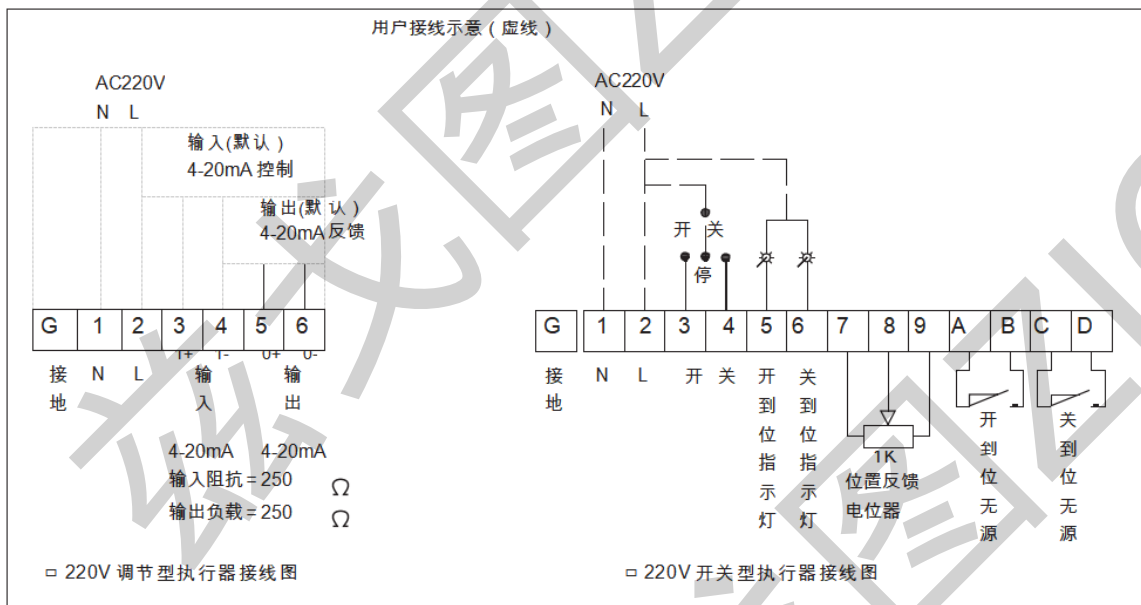 用户接线示意（虚线）
AC220V
N L
输入(默认)
4-20mA 控制
输出(默认)
4-20mA 反馈
G 1 2 3 4 5 6
I+ I- 0+ 0-
接地 N L 输入 输出
4-20mA 4-20mA
输入阻抗=250 Ω
输出负载=250 Ω
220V 调节型执行器接线图
AC220V
N L
开 关
停
G 1 2 3 4 5 6 7 8 9 A B C D
接地 N L 开 关 开到位指示灯 关到位指示灯
1K
位置反馈
电位器
开到位无源
关到位无源
220V 开关型执行器接线图
兹戈图